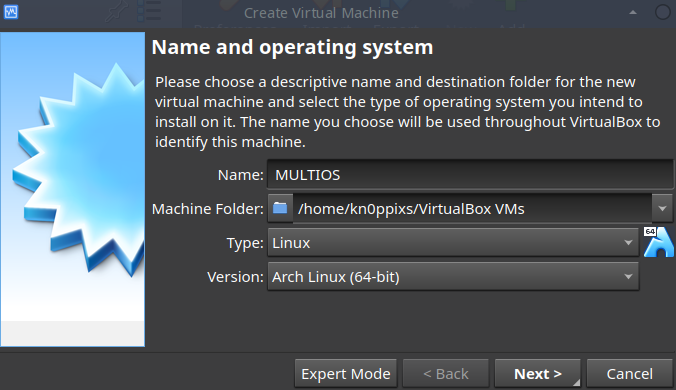 Create Virtual Machine
Name and operating system
Please choose a descriptive name and destination folder for the new
virtual machine and select the type of operating system you intend to
install on it. The name you choose will be used throughout VirtualBox to
identify this machine.
Name: MULTIOS
Machine Folder: /home/kn0ppixs/VirtualBox VMs
Type: Linux
64
Version: Arch Linux (64-bit)
Expert Mode < Back Next > Cancel